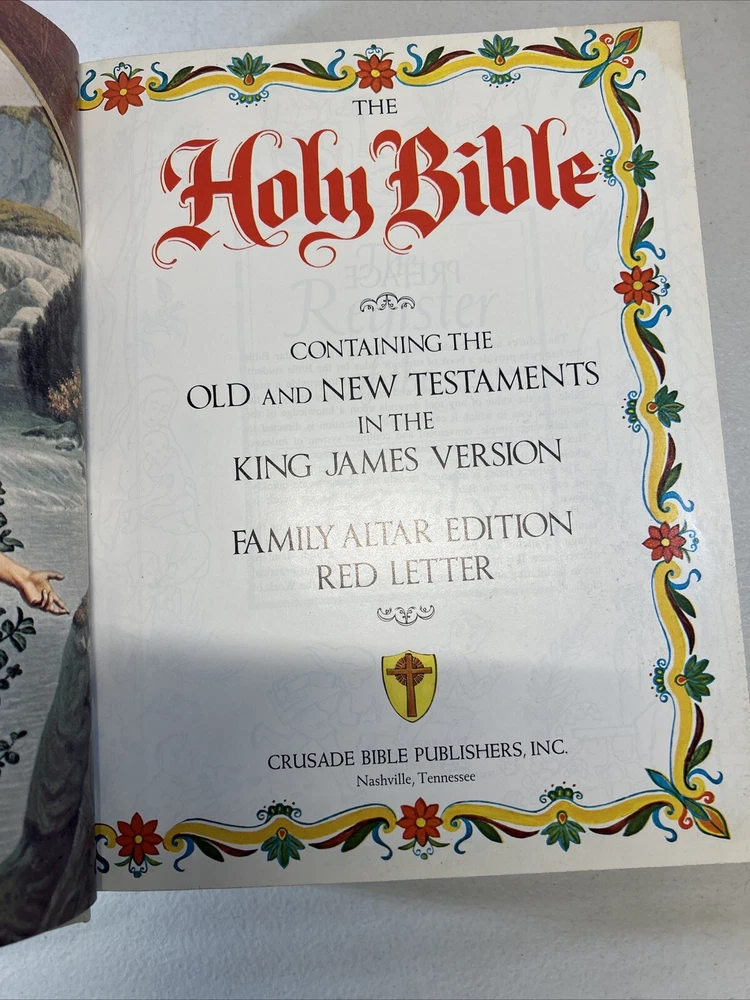 THE
Holy Bible
CONTAINING THE
OLD AND NEW TESTAMENTS
IN THE
KING JAMES VERSION
FAMILY ALTAR EDITION
RED LETTER
CRUSADE BIBLE PUBLISHERS, INC.
Nashville, Tennessee